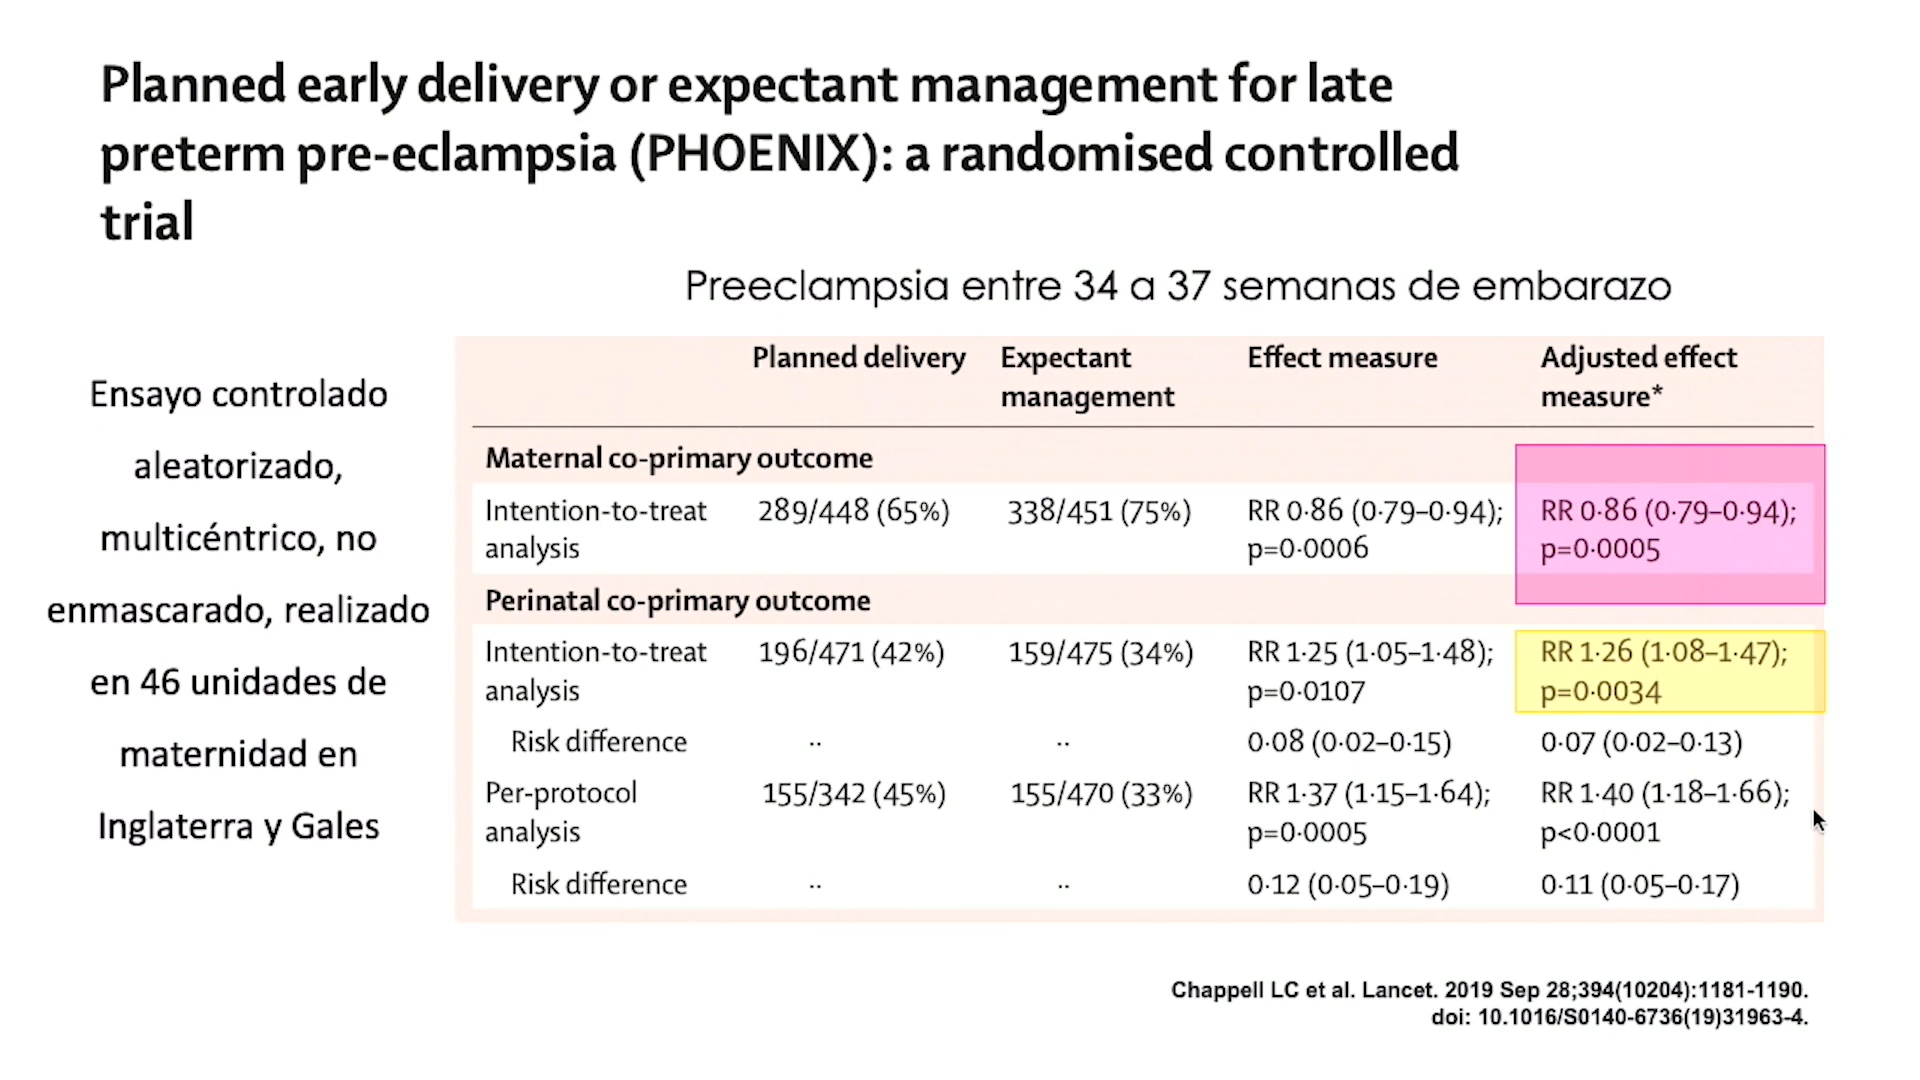 Planned early delivery or expectant management for late
preterm pre-eclampsia (PHOENIX): a randomised controlled
trial
Preeclampsia entre 34 a 37 semanas de embarazo
Ensayo controlado
aleatorizado,
multicéntrico, no
enmascarado, realizado
en 46 unidades de
maternidad en
Inglaterra y Gales
Planned delivery Expectant management Effect measure Adjusted effect measure*
Maternal co-primary outcome
Intention-to-treat analysis 289/448 (65%) 338/451 (75%) RR 0·86 (0·79–0·94); p=0·0006 RR 0·86 (0·79–0·94); p=0·0005
Perinatal co-primary outcome
Intention-to-treat analysis 196/471 (42%) 159/475 (34%) RR 1·25 (1·05–1·48); p=0·0107 RR 1·26 (1·08–1·47); p=0·0034
Risk difference ·· ·· 0·08 (0·02–0·15) 0·07 (0·02–0·13)
Per-protocol analysis 155/342 (45%) 155/470 (33%) RR 1·37 (1·15–1·64); p=0·0005 RR 1·40 (1·18–1·66); p<0·0001
Risk difference ·· ·· 0·12 (0·05–0·19) 0·11 (0·05–0·17)
Chappell LC et al. Lancet. 2019 Sep 28;394(10204):1181-1190.
doi: 10.1016/S0140-6736(19)31963-4.